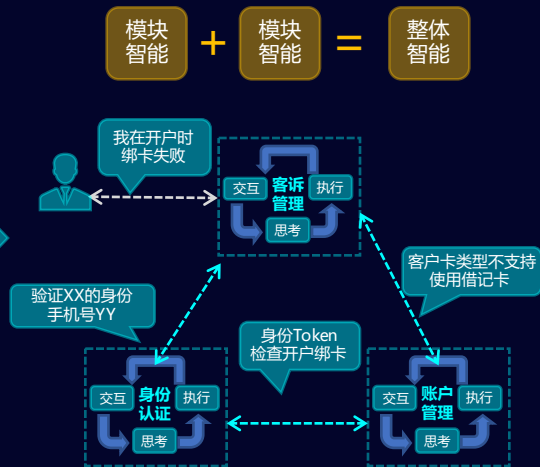 模块
智能
+
模块
智能
=
整体
智能
我在开户时
绑卡失败
交互
客诉
管理
执行
思考
客户卡类型不支持
使用借记卡
验证XX的身份
手机号YY
身份Token
检查开户绑卡
交互
身份
认证
执行
思考
交互
账户
管理
执行
思考